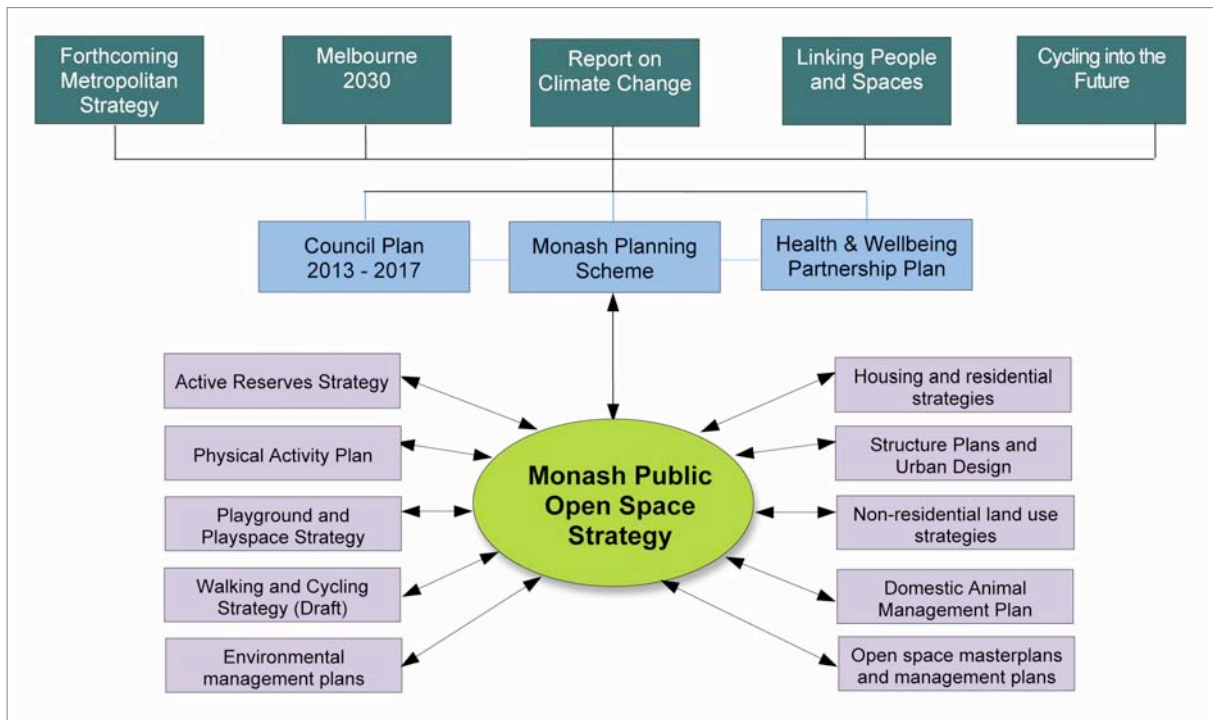 Forthcoming
Metropolitan
Strategy
Melbourne
2030
Report on
Climate Change
Linking People
and Spaces
Cycling into the
Future
Council Plan
2013 - 2017
Monash Planning
Scheme
Health & Wellbeing
Partnership Plan
Active Reserves Strategy
Physical Activity Plan
Playground and
Playspace Strategy
Walking and Cycling
Strategy (Draft)
Environmental
management plans
Monash Public
Open Space
Strategy
Housing and residential
strategies
Structure Plans and
Urban Design
Non-residential land use
strategies
Domestic Animal
Management Plan
Open space masterplans
and management plans